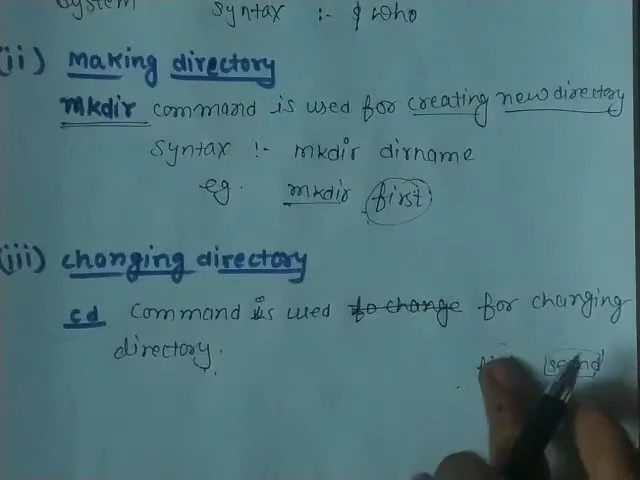 System syntax :- $ who
(ii) making directory
mkdir command is used for creating new directory
syntax :- mkdir dirname
eg. mkdir first
(iii) changing directory
cd command is used to change for changing
directory.